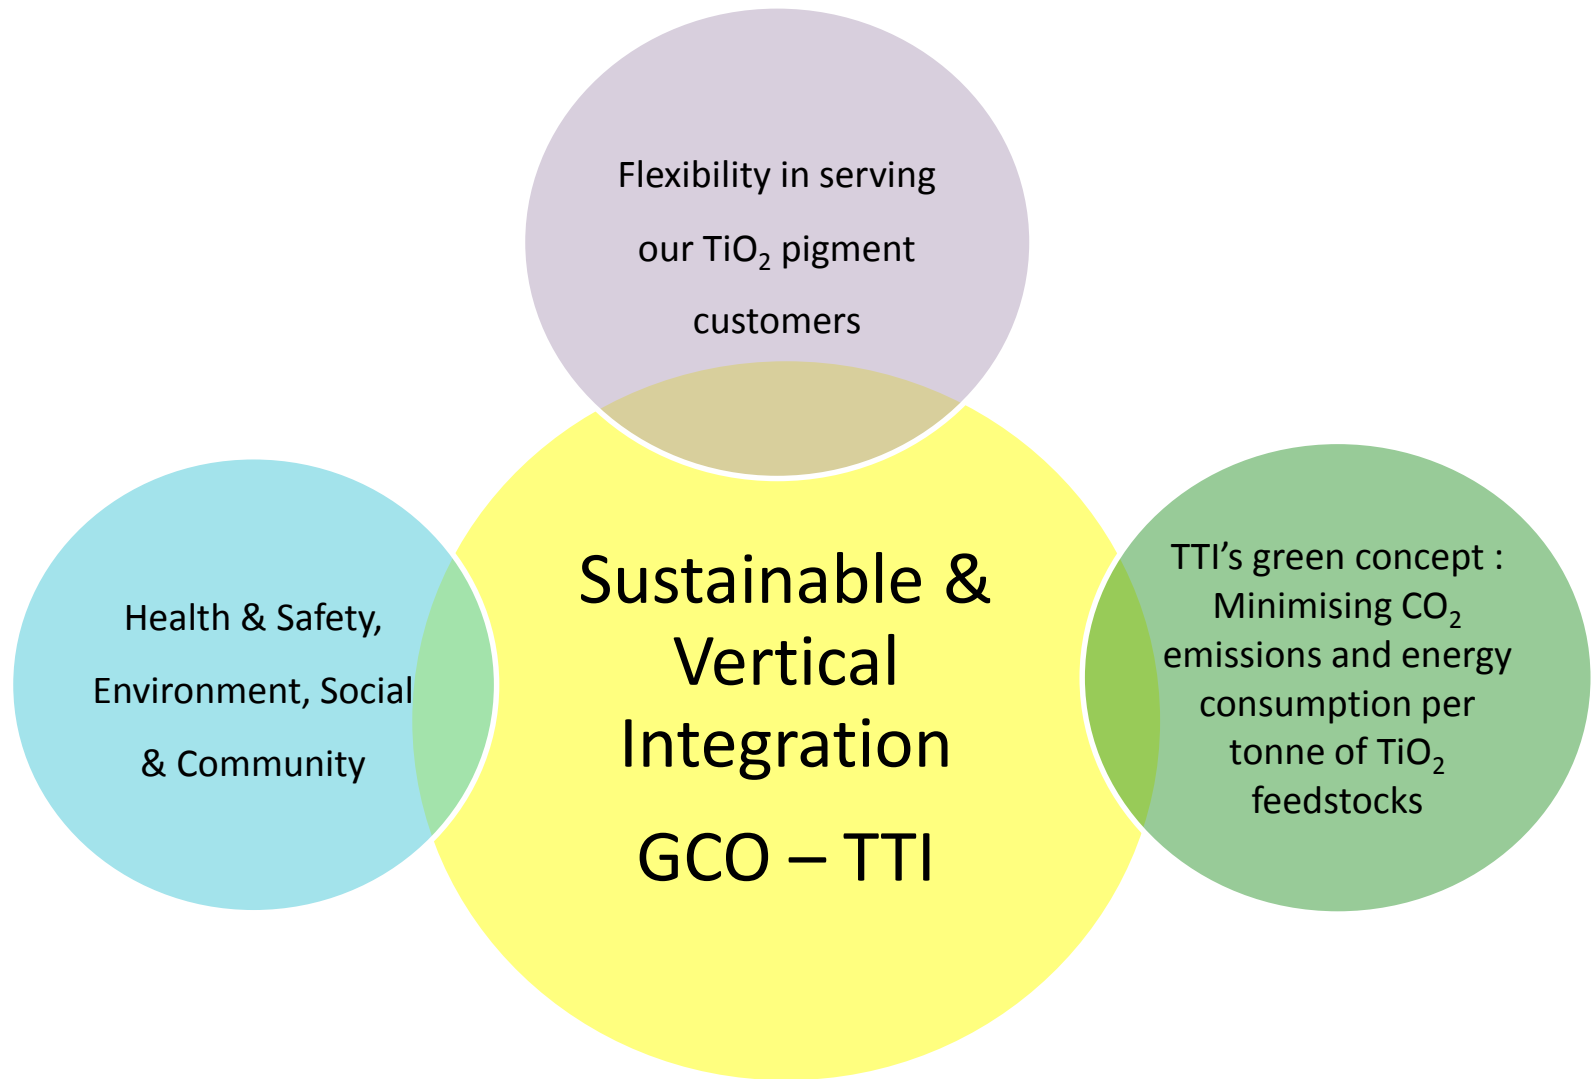 Flexibility in serving
our TiO₂ pigment
customers
Health & Safety,
Environment, Social
& Community
Sustainable &
Vertical
Integration
GCO – TTI
TTI’s green concept :
Minimising CO₂
emissions and energy
consumption per
tonne of TiO₂
feedstocks